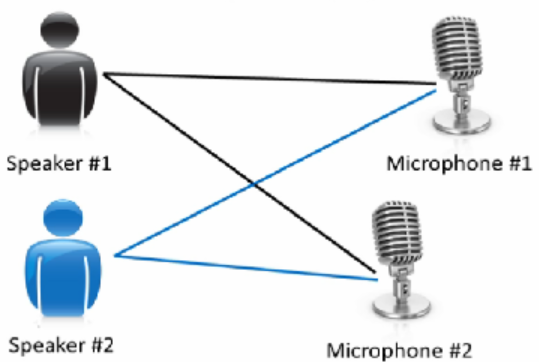 Speaker #1
Microphone #1
Speaker #2
Microphone #2